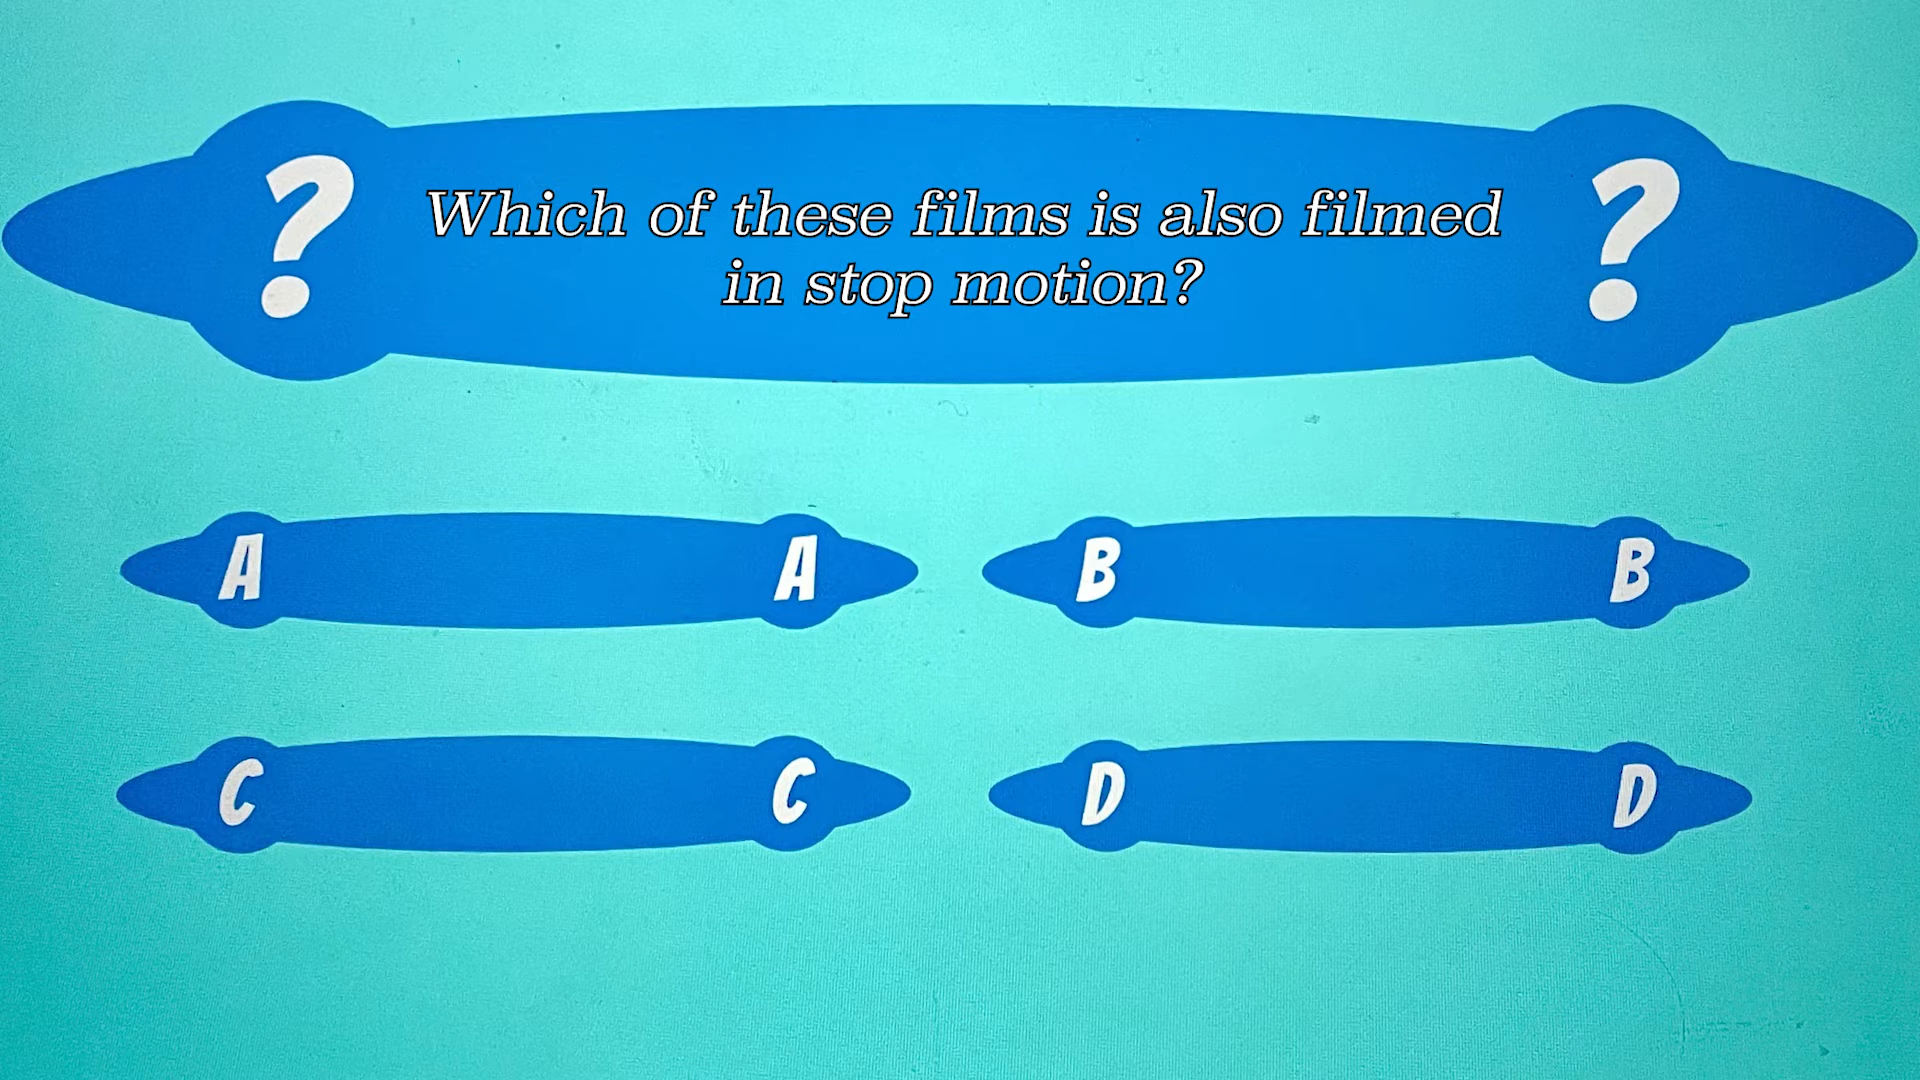 ? Which of these films is also filmed ?
in stop motion?
A A B B
C C D D